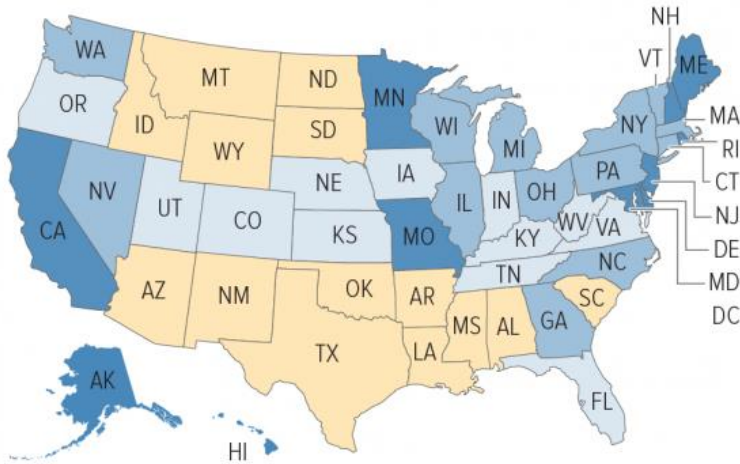 NH
WA
VT
ME
MT
ND
MN
OR
MA
ID
SD
WI
NY
RI
WY
MI
CT
IA
PA
NE
NJ
NV
IL
IN
OH
UT
CO
WV
VA
DE
CA
KS
MO
KY
MD
TN
NC
DC
AZ
NM
OK
AR
SC
MS
AL
GA
TX
LA
AK
FL
HI